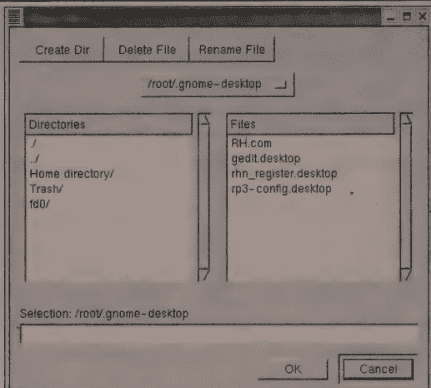 Create Dir Delete File Rename File
/root/.gnome-desktop
Directories Files
./ RH.com
../ gedit.desktop
Home directory/ rhn_register.desktop
Trash/ rp3-config.desktop
fd0/
Selection: /root/.gnome-desktop
OK Cancel